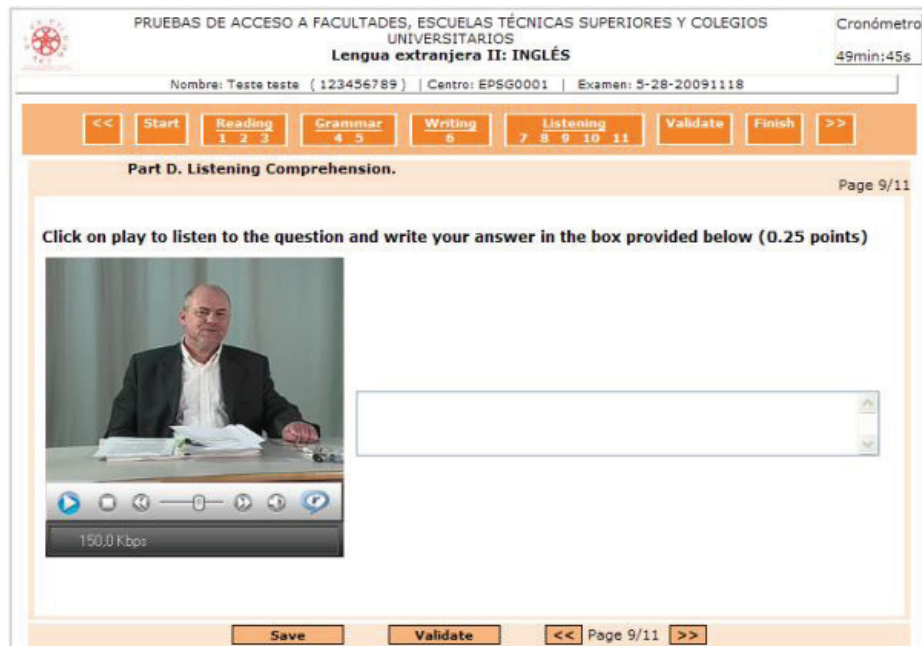 PRUEBAS DE ACCESO A FACULTADES, ESCUELAS TÉCNICAS SUPERIORES Y COLEGIOS
UNIVERSITARIOS
Lengua extranjera II: INGLÉS
Cronómetro
49min:45s
Nombre: Teste teste ( 123456789 ) | Centro: EPSG0001 | Examen: 5-28-20091118
<< Start Reading Grammar Writing Listening Validate Finish >>
1 2 3 4 5 6 7 8 9 10 11
Part D. Listening Comprehension.
Page 9/11
Click on play to listen to the question and write your answer in the box provided below (0.25 points)
150,0 Kbps
Save Validate << Page 9/11 >>